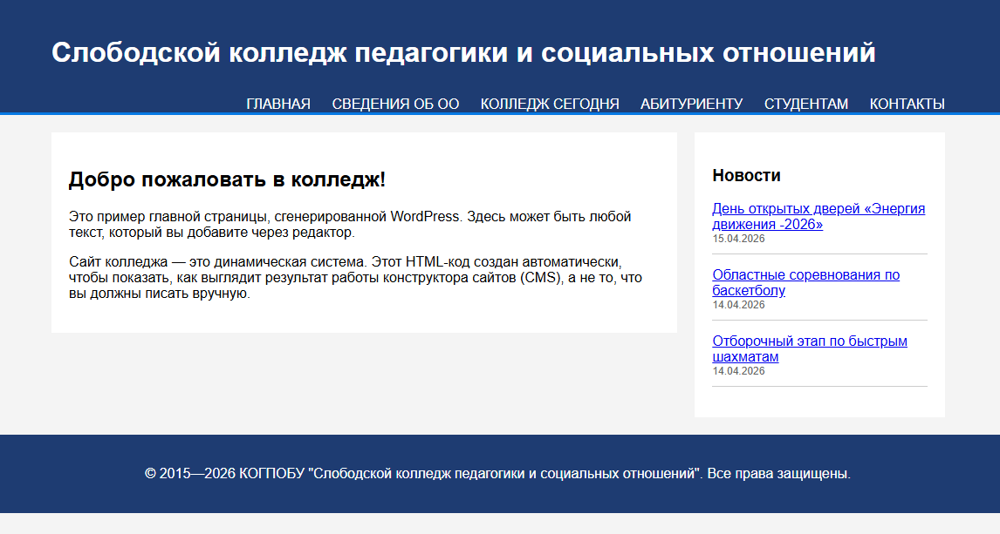 Слободской колледж педагогики и социальных отношений
ГЛАВНАЯ СВЕДЕНИЯ ОБ ОО КОЛЛЕДЖ СЕГОДНЯ АБИТУРИЕНТУ СТУДЕНТАМ КОНТАКТЫ
Добро пожаловать в колледж!
Это пример главной страницы, сгенерированной WordPress. Здесь может быть любой
текст, который вы добавите через редактор.
Сайт колледжа — это динамическая система. Этот HTML-код создан автоматически,
чтобы показать, как выглядит результат работы конструктора сайтов (CMS), а не то, что
вы должны писать вручную.
Новости
День открытых дверей «Энергия
движения -2026»
15.04.2026
Областные соревнования по
баскетболу
14.04.2026
Отборочный этап по быстрым
шахматам
14.04.2026
© 2015—2026 КОГПОБУ "Слободской колледж педагогики и социальных отношений". Все права защищены.